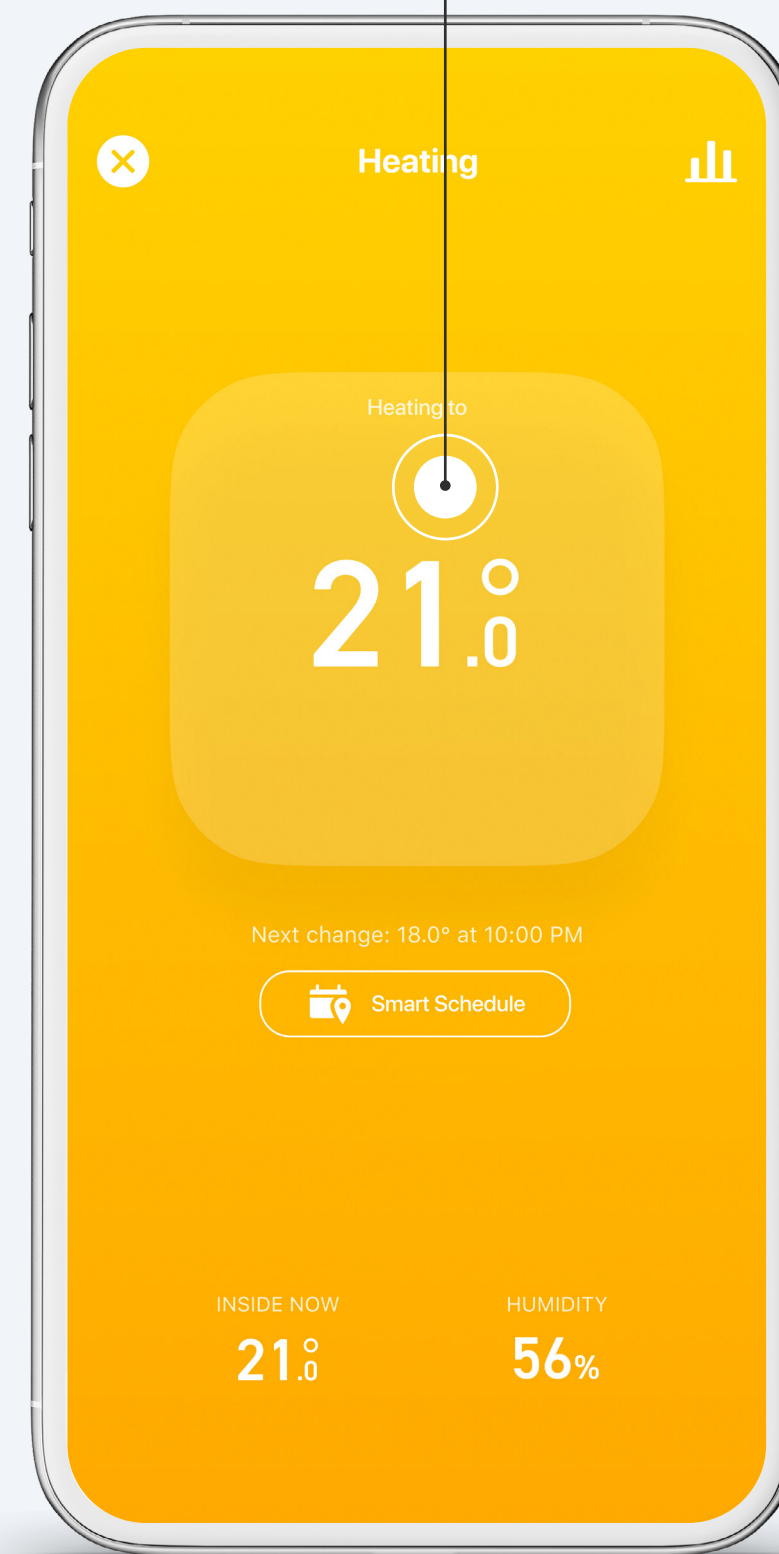 Heating
Heating to
21.0°
Next change: 18.0° at 10:00 PM
Smart Schedule
INSIDE NOW
HUMIDITY
21.0°
56%